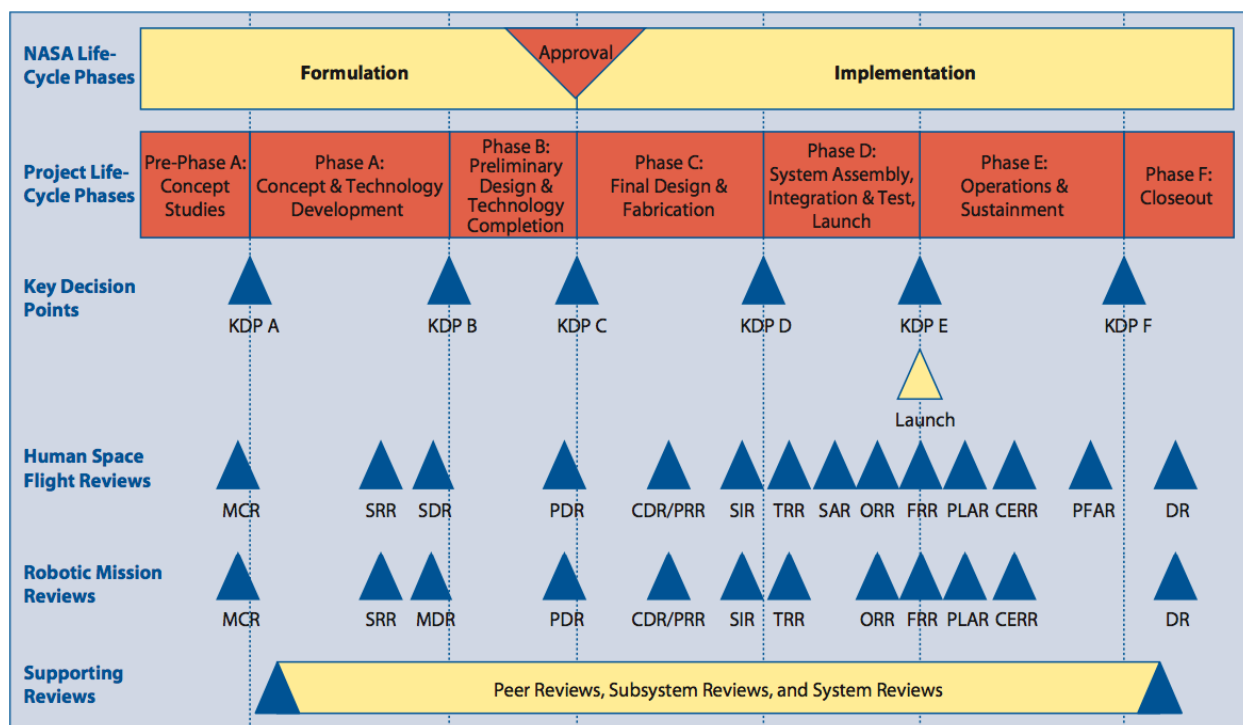 NASA Life-
Cycle Phases
Formulation
Approval
Implementation
Project Life-
Cycle Phases
Pre-Phase A:
Concept
Studies
Phase A:
Concept & Technology
Development
Phase B:
Preliminary
Design &
Technology
Completion
Phase C:
Final Design &
Fabrication
Phase D:
System Assembly,
Integration & Test,
Launch
Phase E:
Operations &
Sustainment
Phase F:
Closeout
Key Decision
Points
KDP A
KDP B
KDP C
KDP D
KDP E
KDP F
Launch
Human Space
Flight Reviews
MCR
SRR
SDR
PDR
CDR/PRR
SIR
TRR
SAR
ORR
FRR
PLAR
CERR
PFAR
DR
Robotic Mission
Reviews
MCR
SRR
MDR
PDR
CDR/PRR
SIR
TRR
ORR
FRR
PLAR
CERR
DR
Supporting
Reviews
Peer Reviews, Subsystem Reviews, and System Reviews